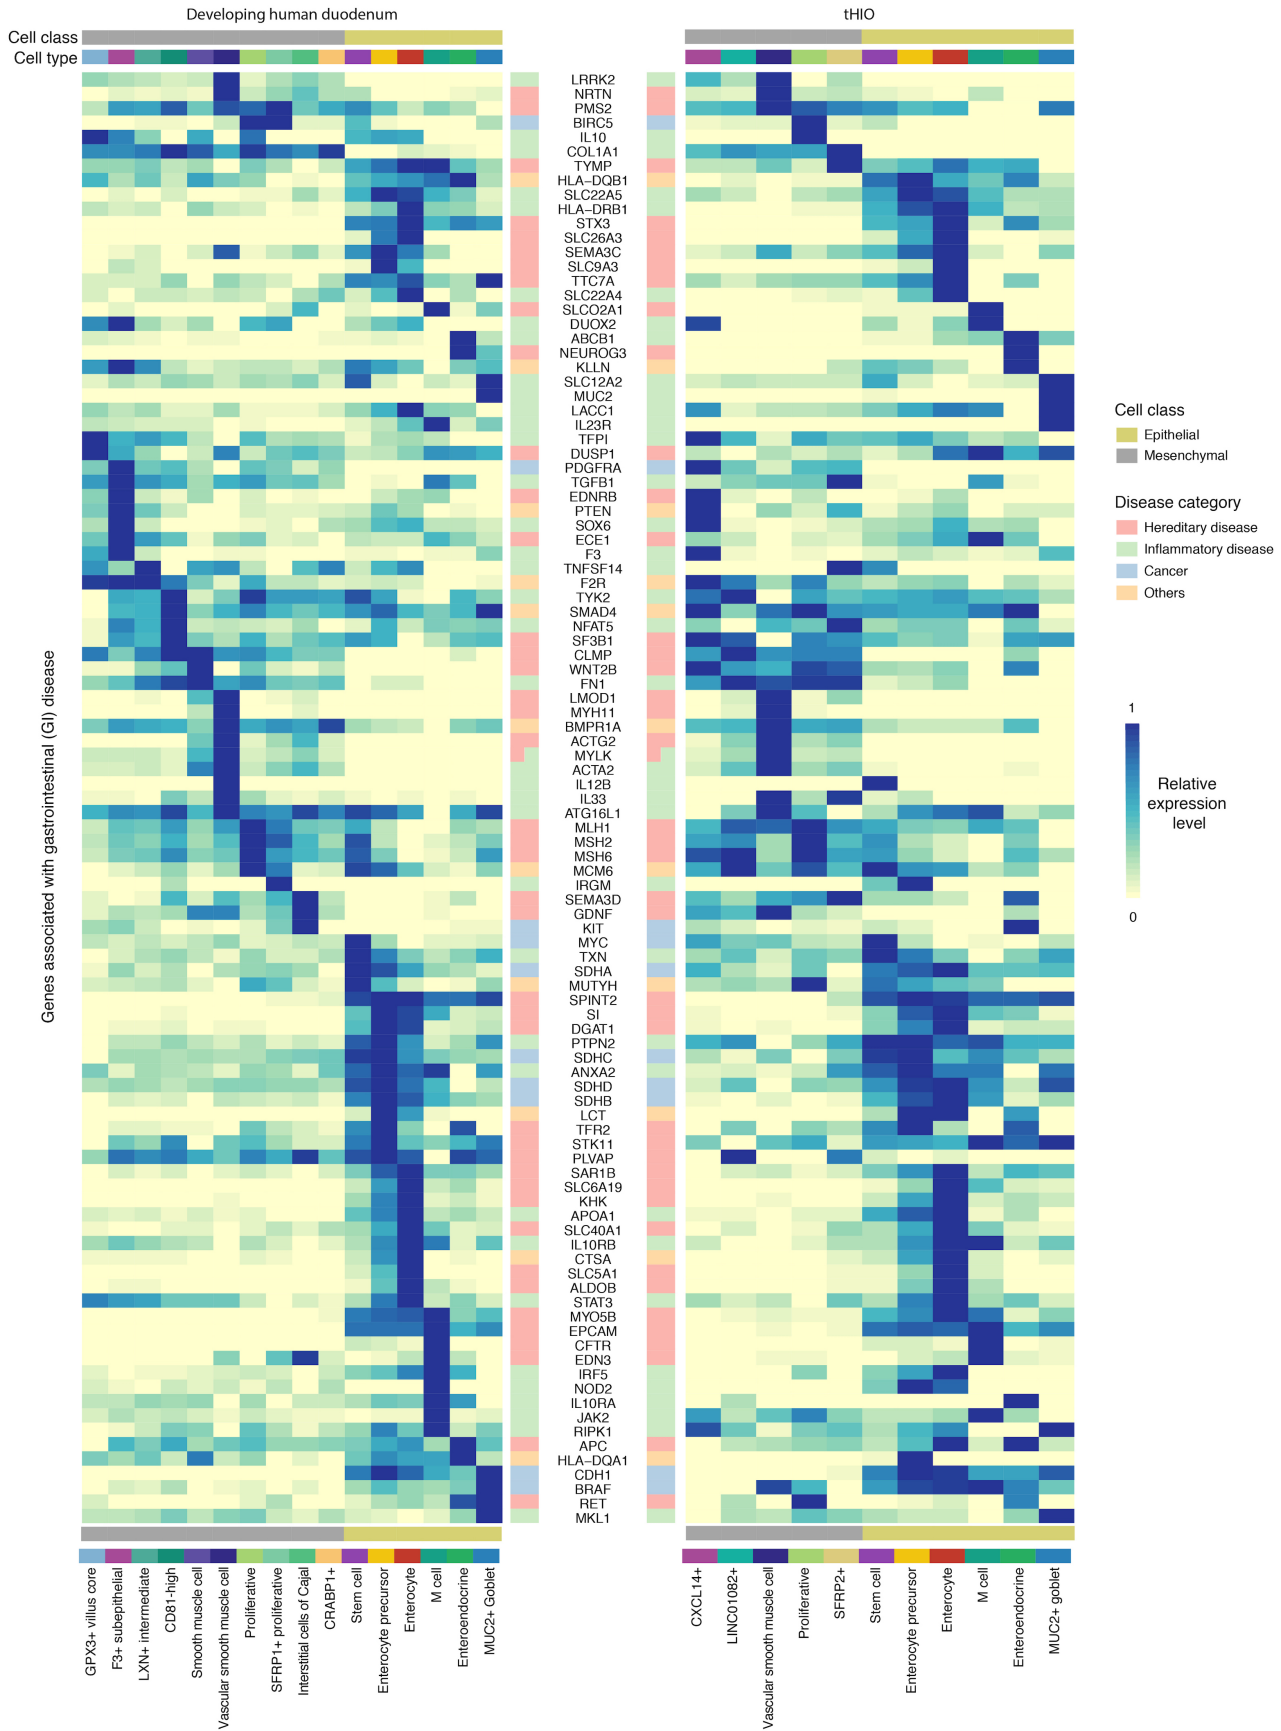 Developing human duodenum
tHIO
Cell class
Cell type
LRRK2
NRTN
PMS2
BIRC5
IL10
COL1A1
TYMP
HLA−DQB1
SLC22A5
HLA−DRB1
STX3
SLC26A3
SEMA3C
SLC9A3
TTC7A
SLC22A4
SLCO2A1
DUOX2
ABCB1
NEUROG3
KLLN
SLC12A2
MUC2
LACC1
IL23R
TFPI
DUSP1
PDGFRA
TGFB1
EDNRB
PTEN
SOX6
ECE1
F3
TNFSF14
F2R
TYK2
SMAD4
NFAT5
SF3B1
CLMP
WNT2B
FN1
LMOD1
MYH11
BMPR1A
ACTG2
MYLK
ACTA2
IL12B
IL33
ATG16L1
MLH1
MSH2
MSH6
MCM6
IRGM
SEMA3D
GDNF
KIT
MYC
TXN
SDHA
MUTYH
SPINT2
SI
DGAT1
PTPN2
SDHC
ANXA2
SDHD
SDHB
LCT
TFR2
STK11
PLVAP
SAR1B
SLC6A19
KHK
APOA1
SLC40A1
IL10RB
CTSA
SLC5A1
ALDOB
STAT3
MYO5B
EPCAM
CFTR
EDN3
IRF5
NOD2
IL10RA
JAK2
RIPK1
APC
HLA−DQA1
CDH1
BRAF
RET
MKL1
Genes associated with gastrointestinal (GI) disease
Cell class
Epithelial
Mesenchymal
Disease category
Hereditary disease
Inflammatory disease
Cancer
Others
1
Relative
expression
level
0
GPX3+ villus core
F3+ subepithelial
LXN+ intermediate
CD81-high
Smooth muscle cell
Vascular smooth muscle cell
Proliferative
SFRP1+ proliferative
Interstitial cells of Cajal
CRABP1+
Stem cell
Enterocyte precursor
Enterocyte
M cell
Enteroendocrine
MUC2+ Goblet
CXCL14+
LINC01082+
Vascular smooth muscle cell
Proliferative
SFRP2+
Stem cell
Enterocyte precursor
Enterocyte
M cell
Enteroendocrine
MUC2+ goblet